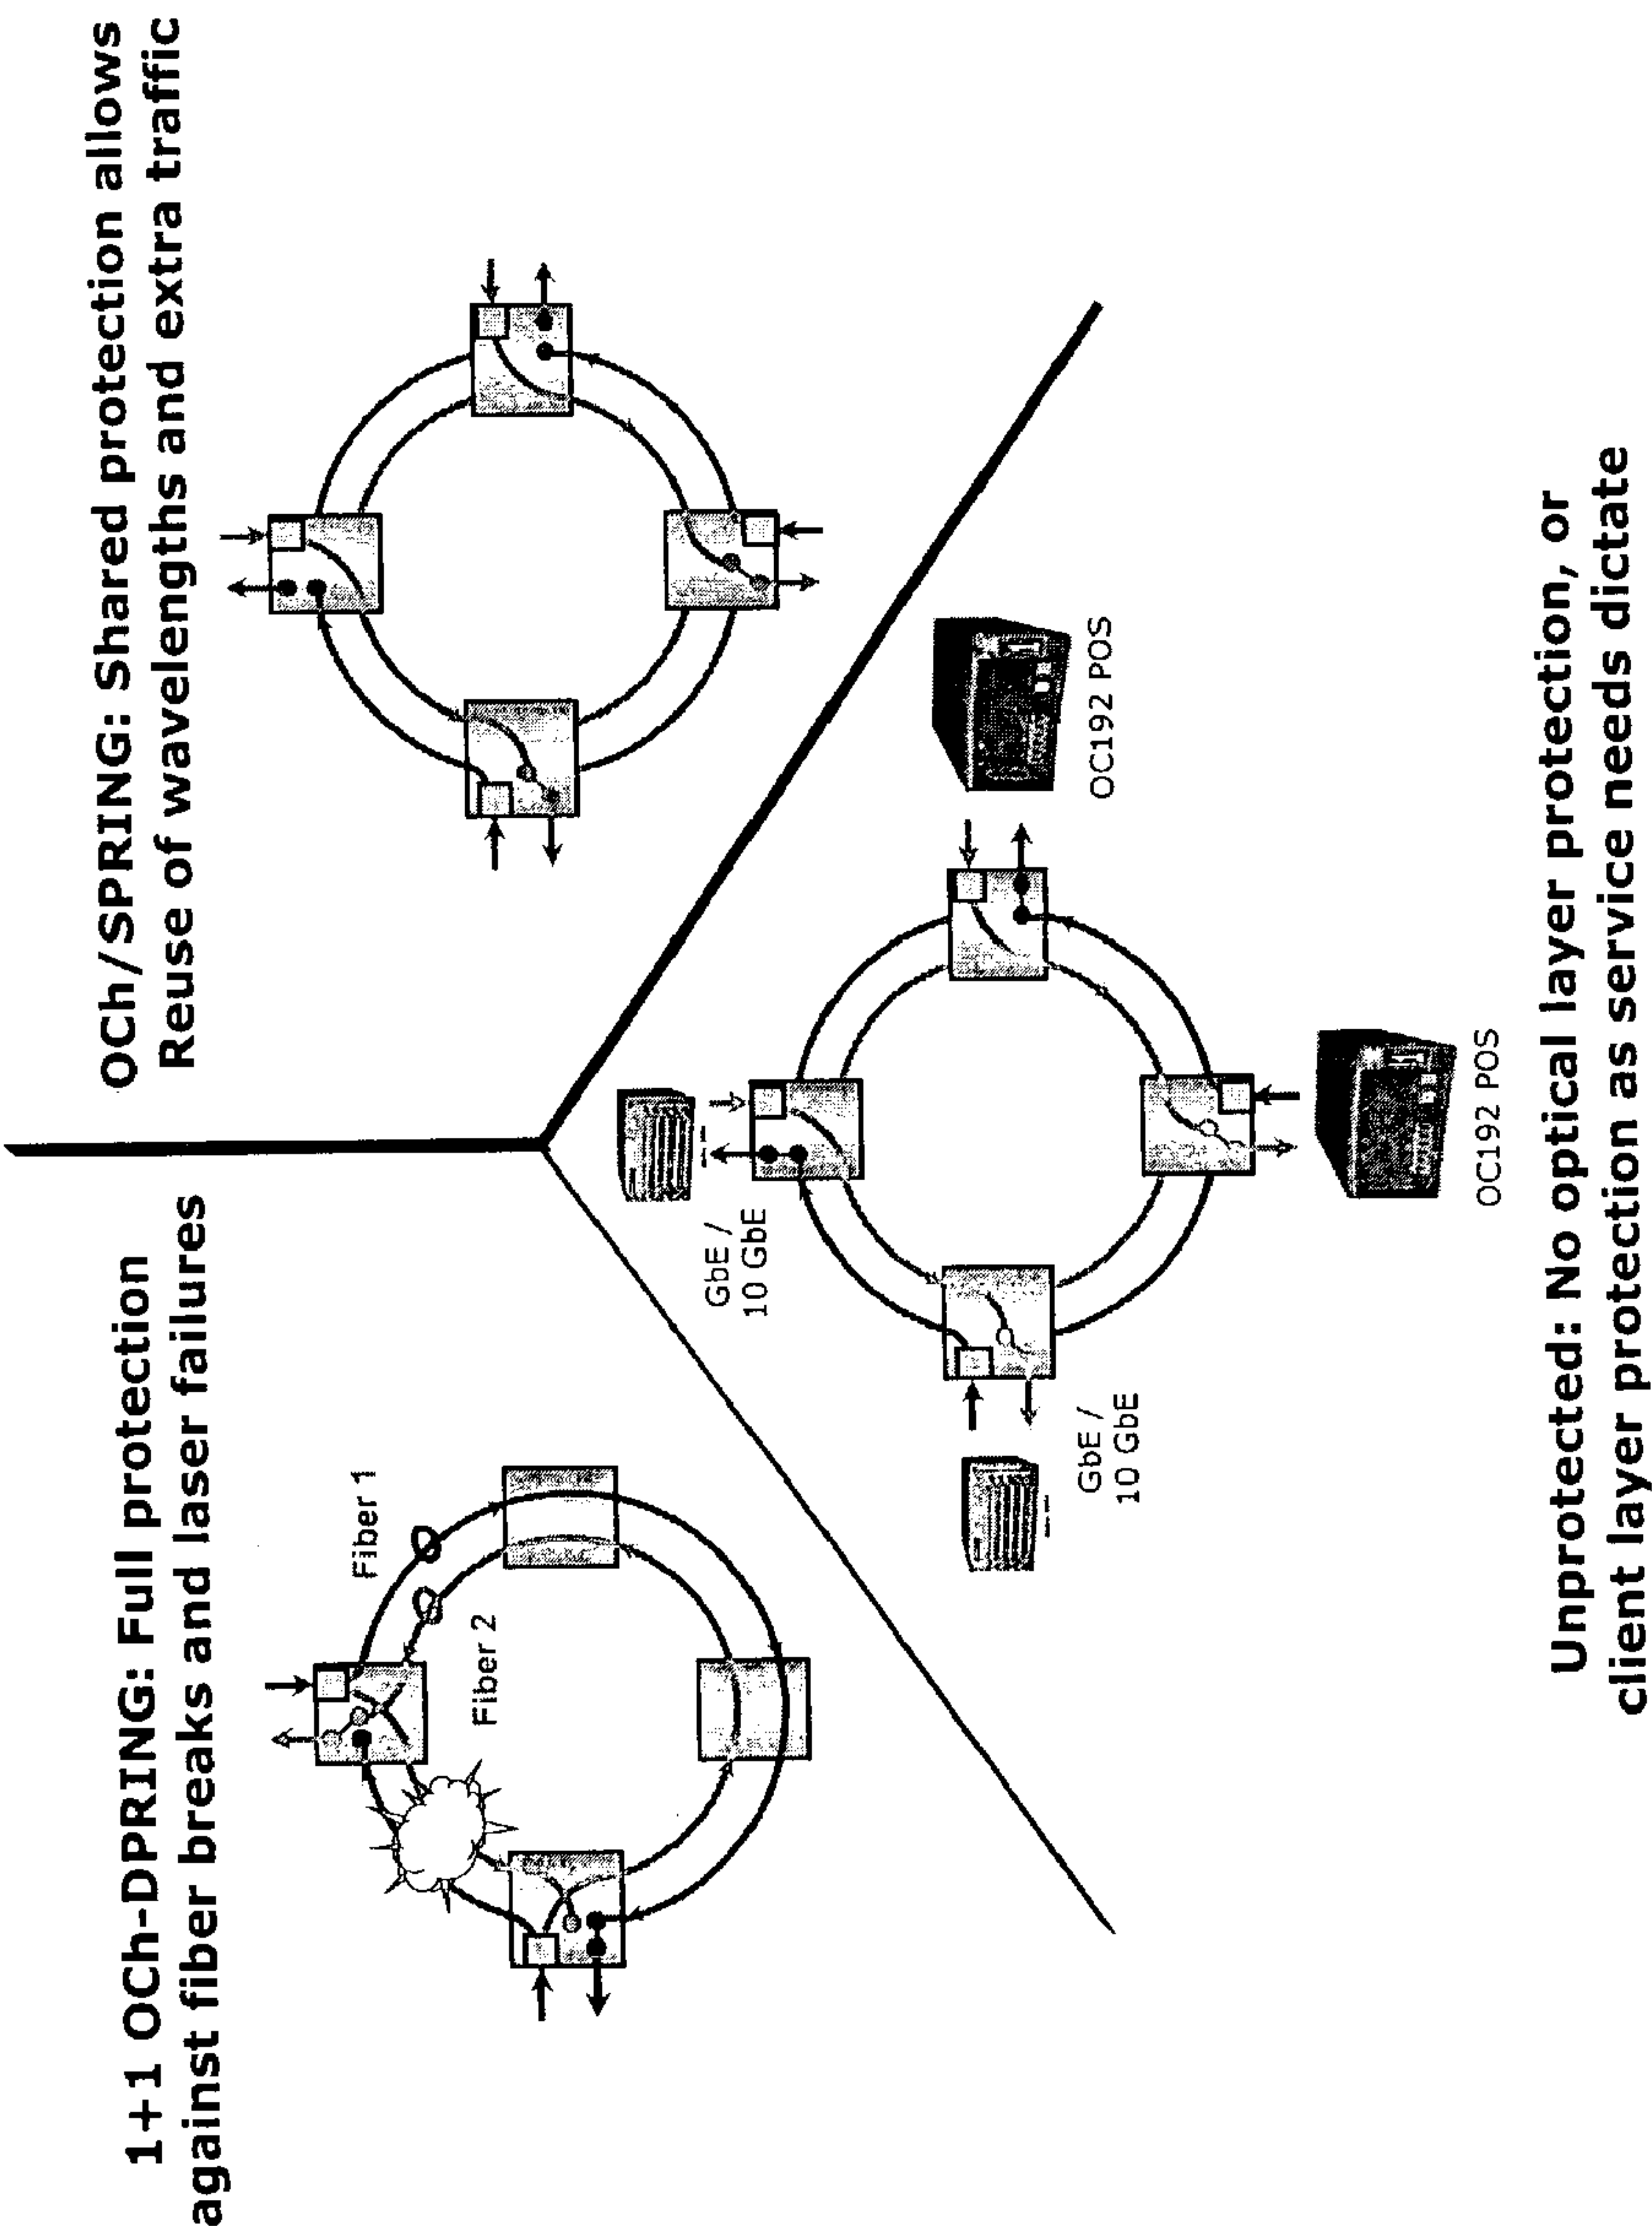 1+1 OCh-DPRING: Full protection
against fiber breaks and laser failures
Fiber 1
Fiber 2
OCh/SPRING: Shared protection allows
Reuse of wavelengths and extra traffic
GbE /
10 GbE
GbE /
10 GbE
OC192 POS
OC192 POS
Unprotected: No optical layer protection, or
client layer protection as service needs dictate